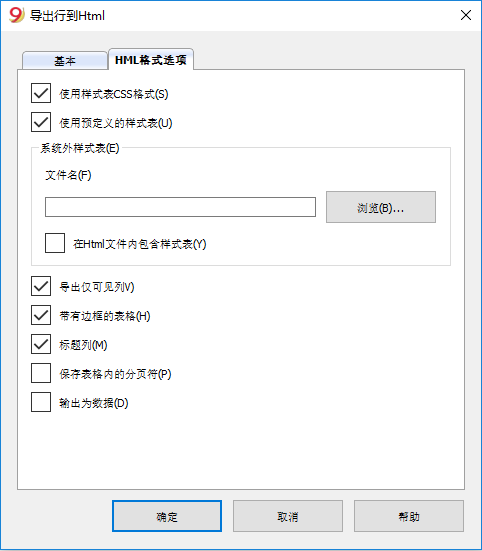 导出行到Html
基本
HML格式选项
使用样式表CSS格式(S)
使用预定义的样式表(U)
系统外样式表(E)
文件名(F)
浏览(B)...
在Html文件内包含样式表(Y)
导出仅可见列V)
带有边框的表格(H)
标题列(M)
保存表格内的分页符(P)
输出为数据(D)
确定
取消
帮助